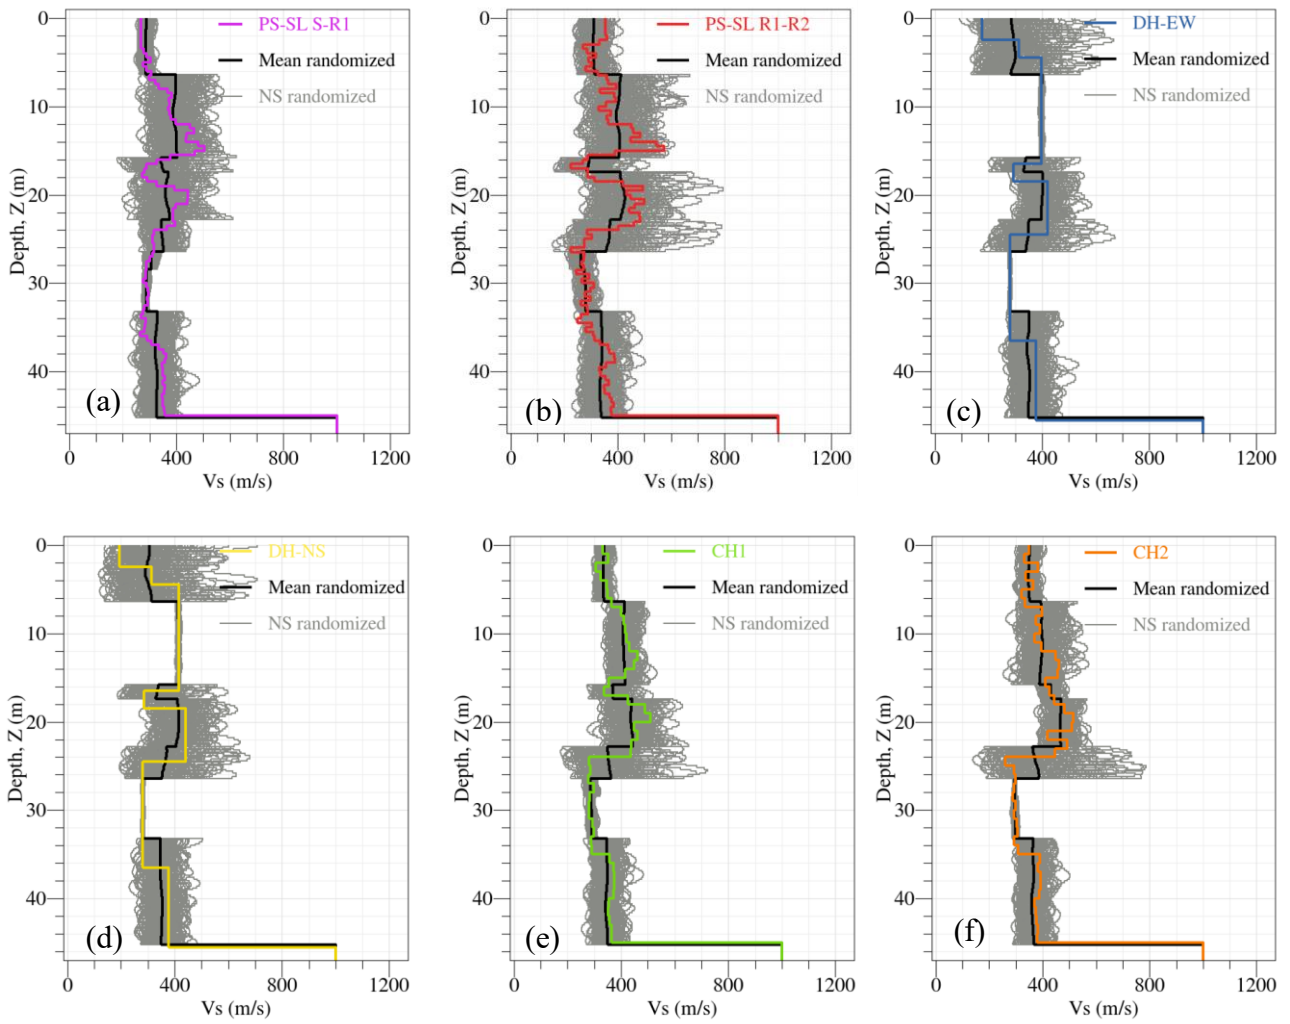 PS-SL S-R1
Mean randomized
NS randomized
0
10
20
30
40
Depth, Z (m)
(a)
0 400 800 1200
Vs (m/s)
PS-SL R1-R2
Mean randomized
NS randomized
0
10
20
30
40
Depth, Z (m)
(b)
0 400 800 1200
Vs (m/s)
DH-EW
Mean randomized
NS randomized
0
10
20
30
40
Depth, Z (m)
(c)
0 400 800 1200
Vs (m/s)
DH-NS
Mean randomized
NS randomized
0
10
20
30
40
Depth, Z (m)
(d)
0 400 800 1200
Vs (m/s)
CH1
Mean randomized
NS randomized
0
10
20
30
40
Depth, Z (m)
(e)
0 400 800 1200
Vs (m/s)
CH2
Mean randomized
NS randomized
0
10
20
30
40
Depth, Z (m)
(f)
0 400 800 1200
Vs (m/s)